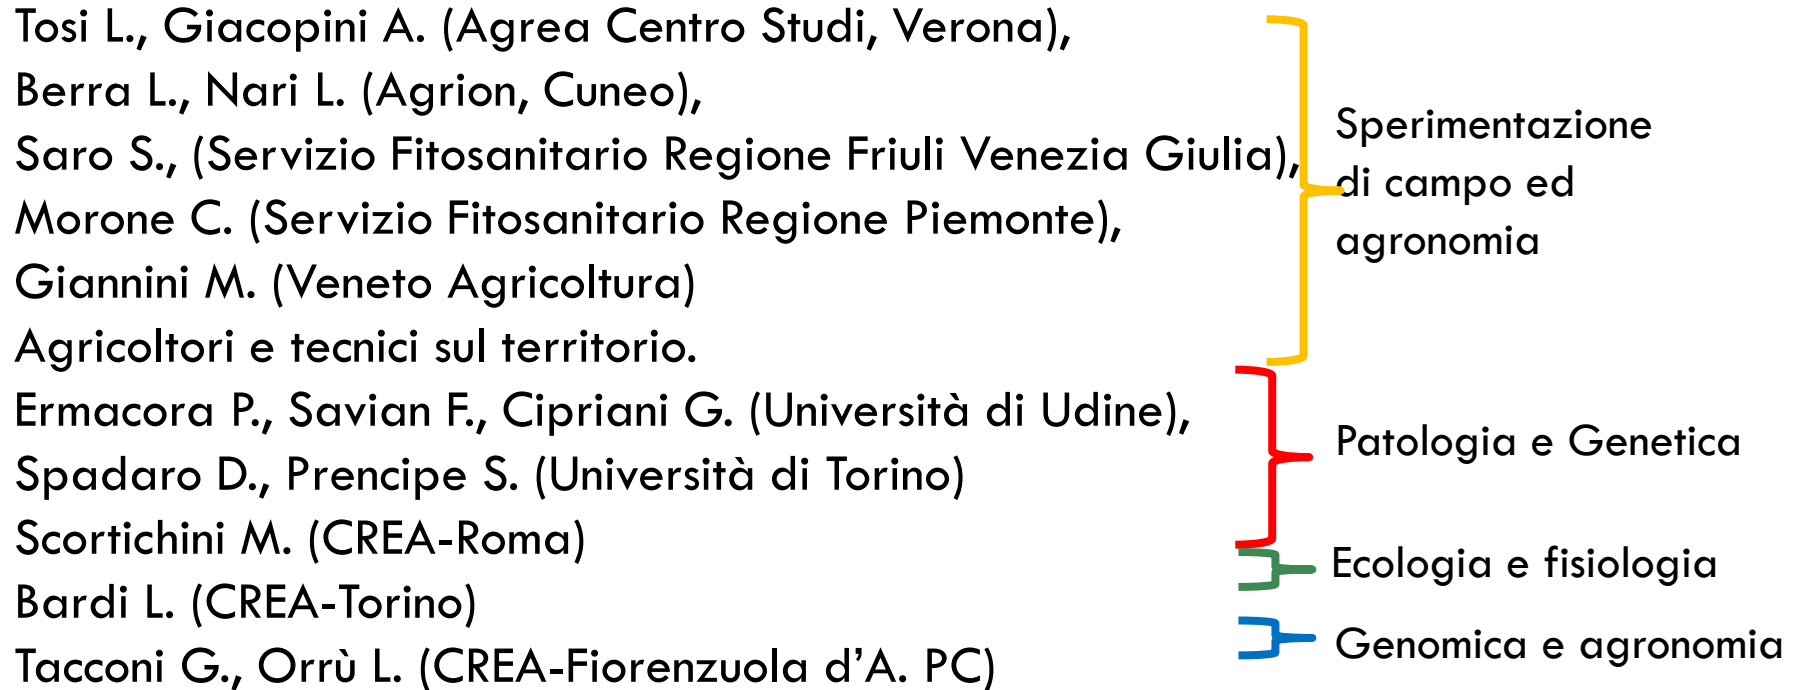 Tosi L., Giacopini A. (Agrea Centro Studi, Verona),
Berra L., Nari L. (Agrion, Cuneo),
Saro S., (Servizio Fitosanitario Regione Friuli Venezia Giulia),
Morone C. (Servizio Fitosanitario Regione Piemonte),
Giannini M. (Veneto Agricoltura)
Agricoltori e tecnici sul territorio.
Sperimentazione
di campo ed
agronomia
Ermacora P., Savian F., Cipriani G. (Università di Udine),
Spadaro D., Prencipe S. (Università di Torino)
Scortichini M. (CREA-Roma)
Patologia e Genetica
Bardi L. (CREA-Torino)
Ecologia e fisiologia
Tacconi G., Orrù L. (CREA-Fiorenzuola d'A. PC)
Genomica e agronomia